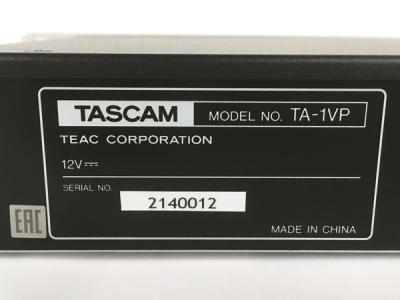 TASCAM MODEL NO. TA-1VP
TEAC CORPORATION
12V⎓
SERIAL NO. 2140012
EAC MADE IN CHINA